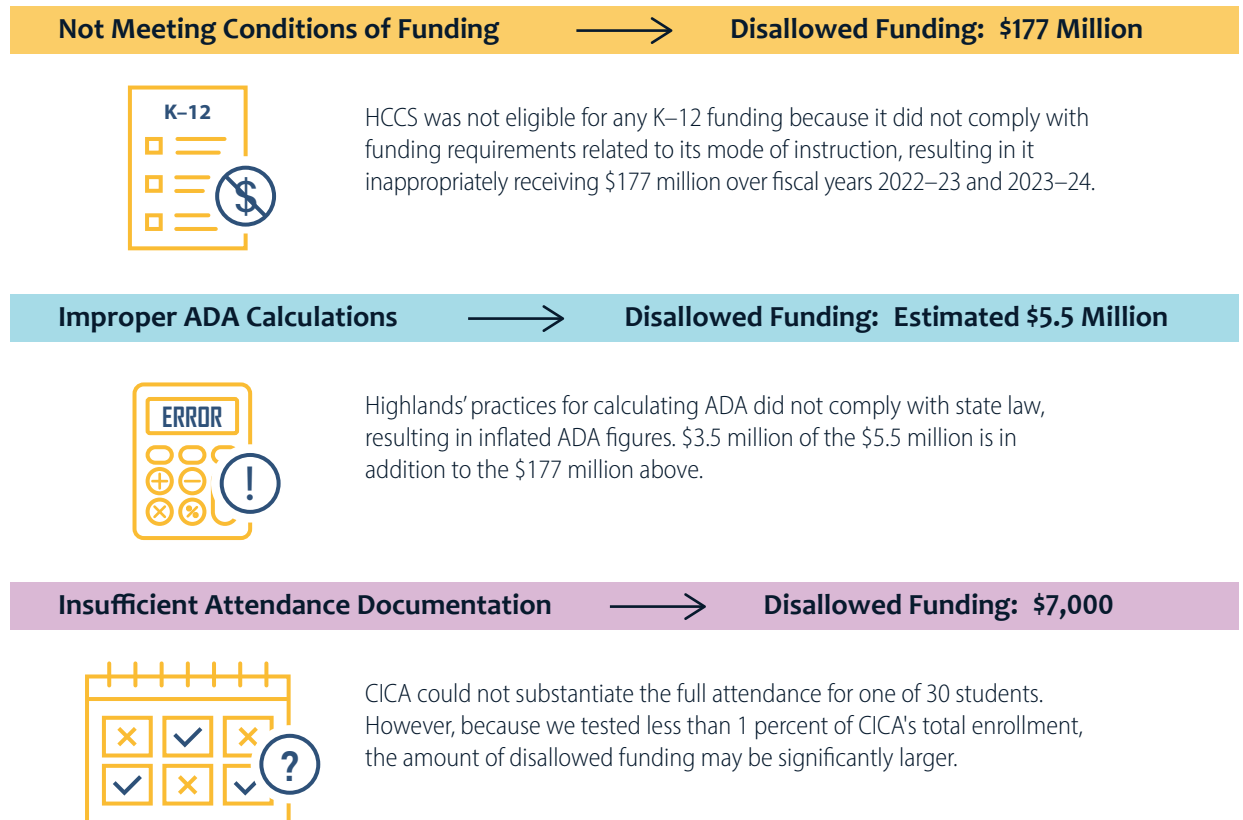 Not Meeting Conditions of Funding → Disallowed Funding: $177 Million
K–12
$
HCCS was not eligible for any K–12 funding because it did not comply with
funding requirements related to its mode of instruction, resulting in it
inappropriately receiving $177 million over fiscal years 2022–23 and 2023–24.
Improper ADA Calculations → Disallowed Funding: Estimated $5.5 Million
ERROR
!
Highlands’ practices for calculating ADA did not comply with state law,
resulting in inflated ADA figures. $3.5 million of the $5.5 million is in
addition to the $177 million above.
Insufficient Attendance Documentation → Disallowed Funding: $7,000
?
CICA could not substantiate the full attendance for one of 30 students.
However, because we tested less than 1 percent of CICA's total enrollment,
the amount of disallowed funding may be significantly larger.